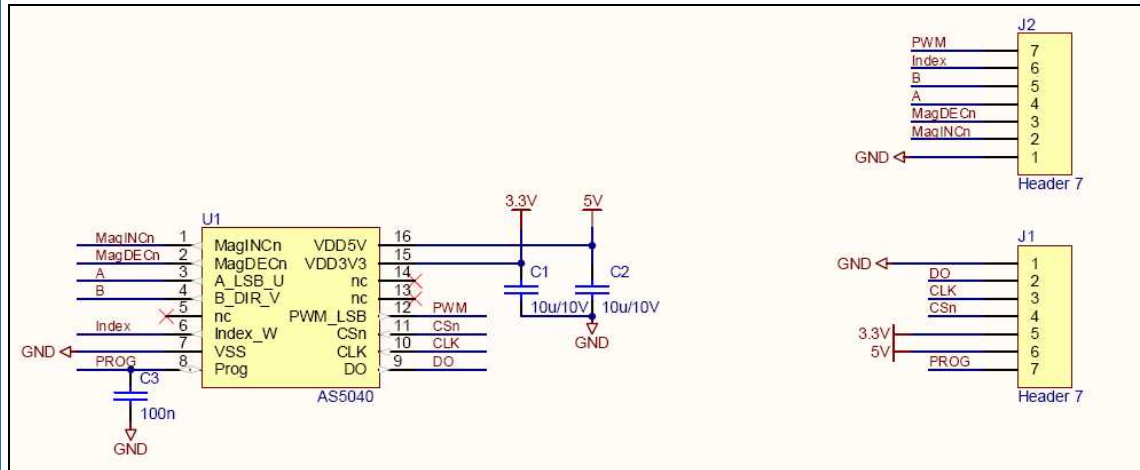 J2
PWM 7
Index 6
B 5
A 4
MagDECn 3
MagINCn 2
GND 1
Header 7
3.3V 5V
U1
MagINCn 1 MagINCn VDD5V 16
MagDECn 2 MagDECn VDD3V3 15
A 3 A_LSB_U nc 14
B 4 B_DIR_V nc 13
5 nc PWM_LSB 12 PWM
Index 6 Index_W CSn 11 CSn
GND 7 VSS CLK 10 CLK
PROG 8 Prog DO 9 DO
AS5040
C1
10u/10V
C2
10u/10V
GND
C3
100n
GND
J1
GND 1
DO 2
CLK 3
CSn 4
3.3V 5
5V 6
PROG 7
Header 7